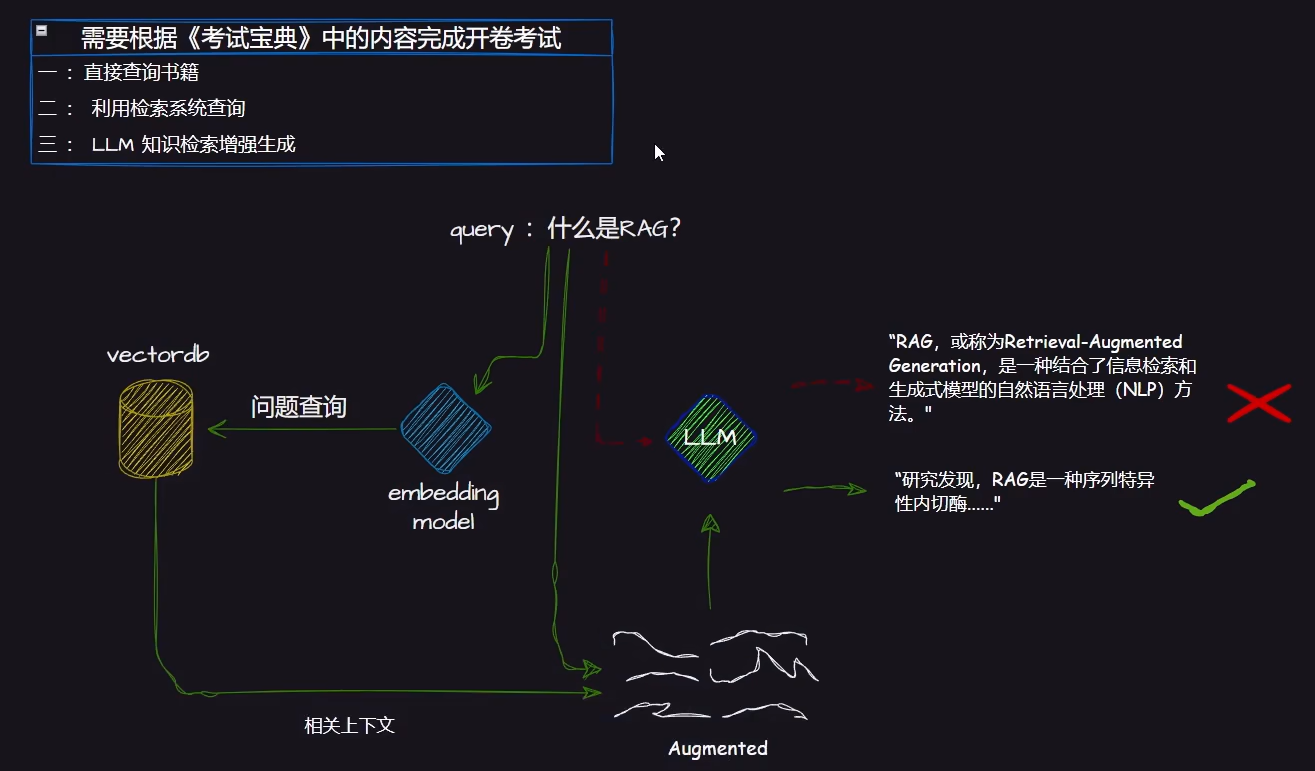 需要根据《考试宝典》中的内容完成开卷考试
一 ：直接查询书籍
二 ： 利用检索系统查询
三 ： LLM 知识检索增强生成
query ：什么是RAG？
vectordb
问题查询
embedding
model
LLM
“RAG，或称为Retrieval-Augmented
Generation，是一种结合了信息检索和
生成式模型的自然语言处理（NLP）方
法。"
“研究发现，RAG是一种序列特异
性内切酶......"
相关上下文
Augmented